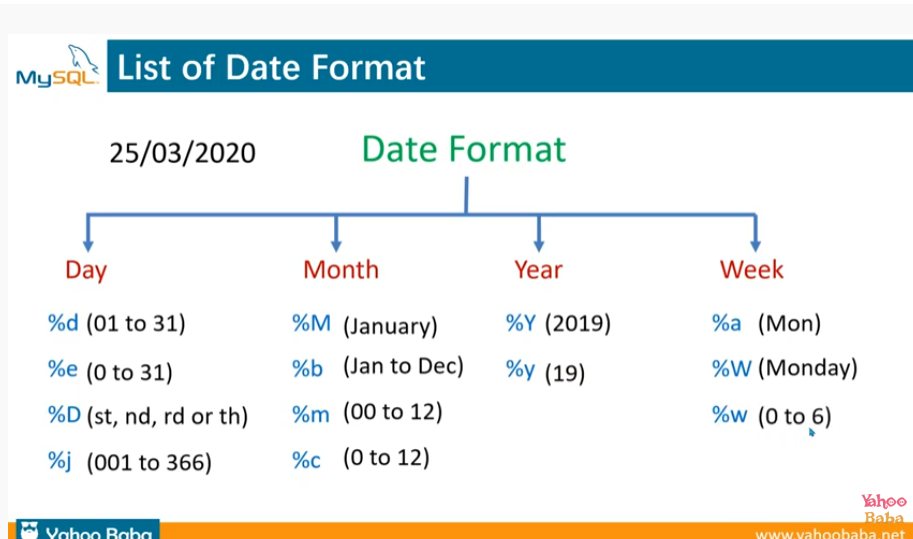 MySQL
List of Date Format
25/03/2020
Date Format
Day
%d (01 to 31)
%e (0 to 31)
%D (st, nd, rd or th)
%j (001 to 366)
Month
%M (January)
%b (Jan to Dec)
%m (00 to 12)
%c (0 to 12)
Year
%Y (2019)
%y (19)
Week
%a (Mon)
%W (Monday)
%w (0 to 6)
Yahoo
Baba
Yahoo Baba
www.yahoobaba.net